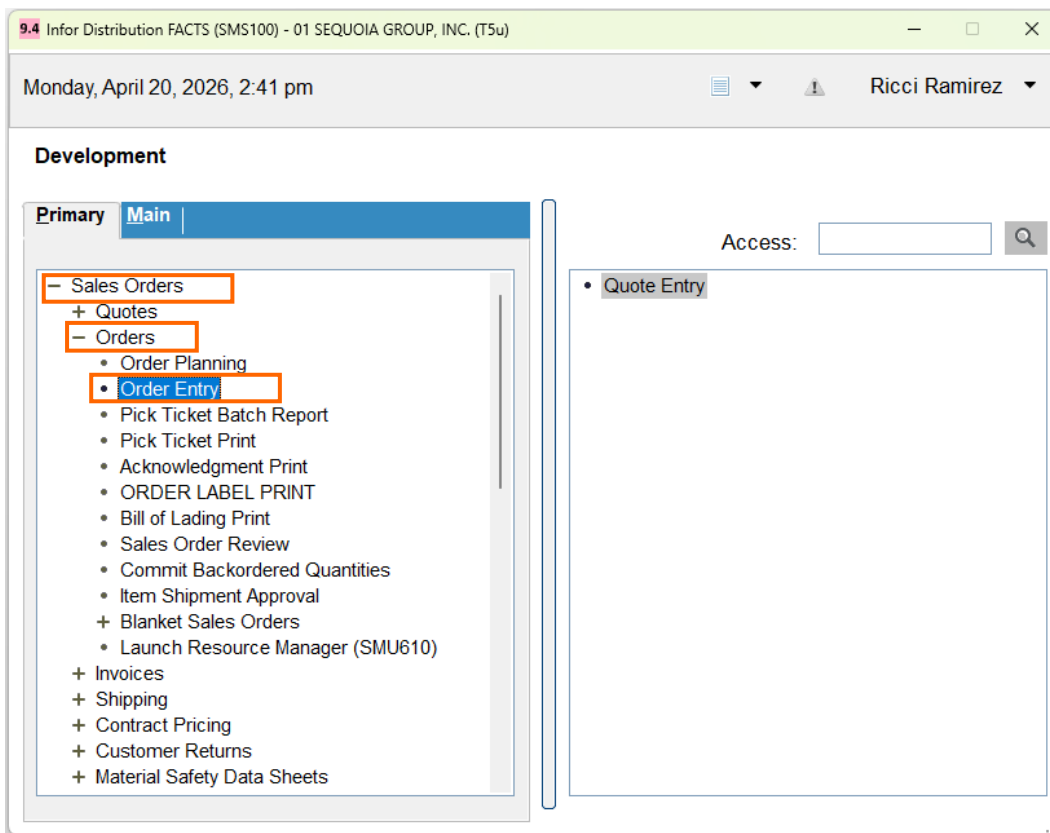 9.4 Infor Distribution FACTS (SMS100) - 01 SEQUOIA GROUP, INC. (T5u)
Monday, April 20, 2026, 2:41 pm
Ricci Ramirez
Development
Primary
Main
Access:
Sales Orders
Quotes
Orders
Order Planning
Order Entry
Pick Ticket Batch Report
Pick Ticket Print
Acknowledgment Print
ORDER LABEL PRINT
Bill of Lading Print
Sales Order Review
Commit Backordered Quantities
Item Shipment Approval
Blanket Sales Orders
Launch Resource Manager (SMU610)
Invoices
Shipping
Contract Pricing
Customer Returns
Material Safety Data Sheets
Quote Entry